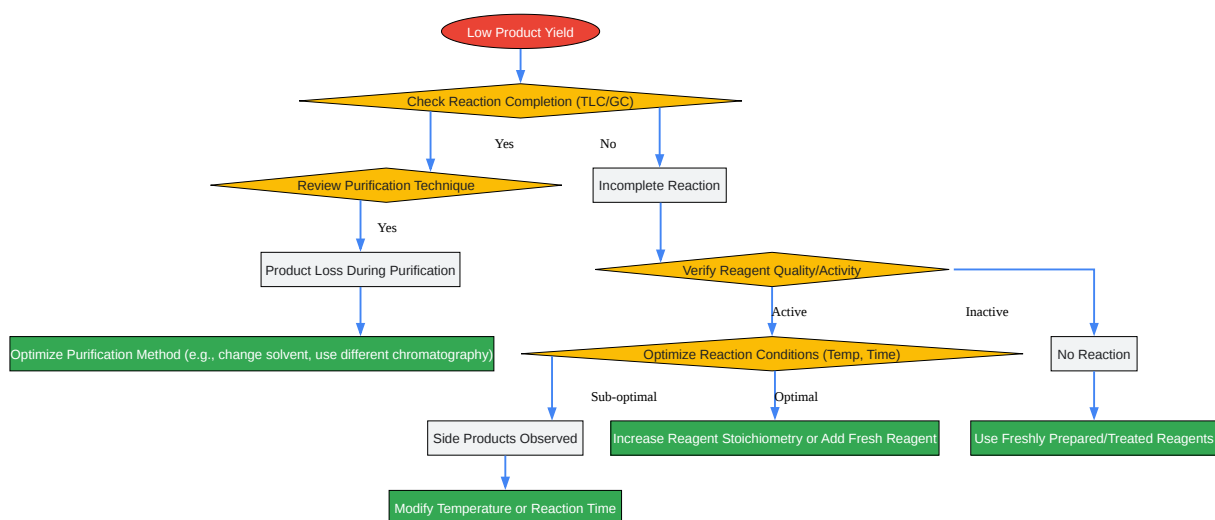 Low Product Yield
Check Reaction Completion (TLC/GC)
Yes
No
Review Purification Technique
Incomplete Reaction
Yes
Product Loss During Purification
Verify Reagent Quality/Activity
Active
Inactive
Optimize Purification Method (e.g., change solvent, use different chromatography)
Optimize Reaction Conditions (Temp, Time)
No Reaction
Sub-optimal
Optimal
Side Products Observed
Increase Reagent Stoichiometry or Add Fresh Reagent
Use Freshly Prepared/Treated Reagents
Modify Temperature or Reaction Time